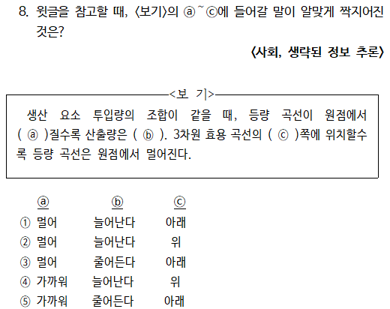 8. 윗글을 참고할 때, 〈보기〉의 ⓐ~ⓒ에 들어갈 말이 알맞게 짝지어진
것은?
〈사회, 생략된 정보 추론〉
<보 기>
생산 요소 투입량의 조합이 같을 때, 등량 곡선이 원점에서
( ⓐ )질수록 산출량은 ( ⓑ ). 3차원 효용 곡선의 ( ⓒ )쪽에 위치할수
록 등량 곡선은 원점에서 멀어진다.
ⓐ ⓑ ⓒ
① 멀어 늘어난다 아래
② 멀어 늘어난다 위
③ 멀어 줄어든다 아래
④ 가까워 늘어난다 위
⑤ 가까워 줄어든다 아래